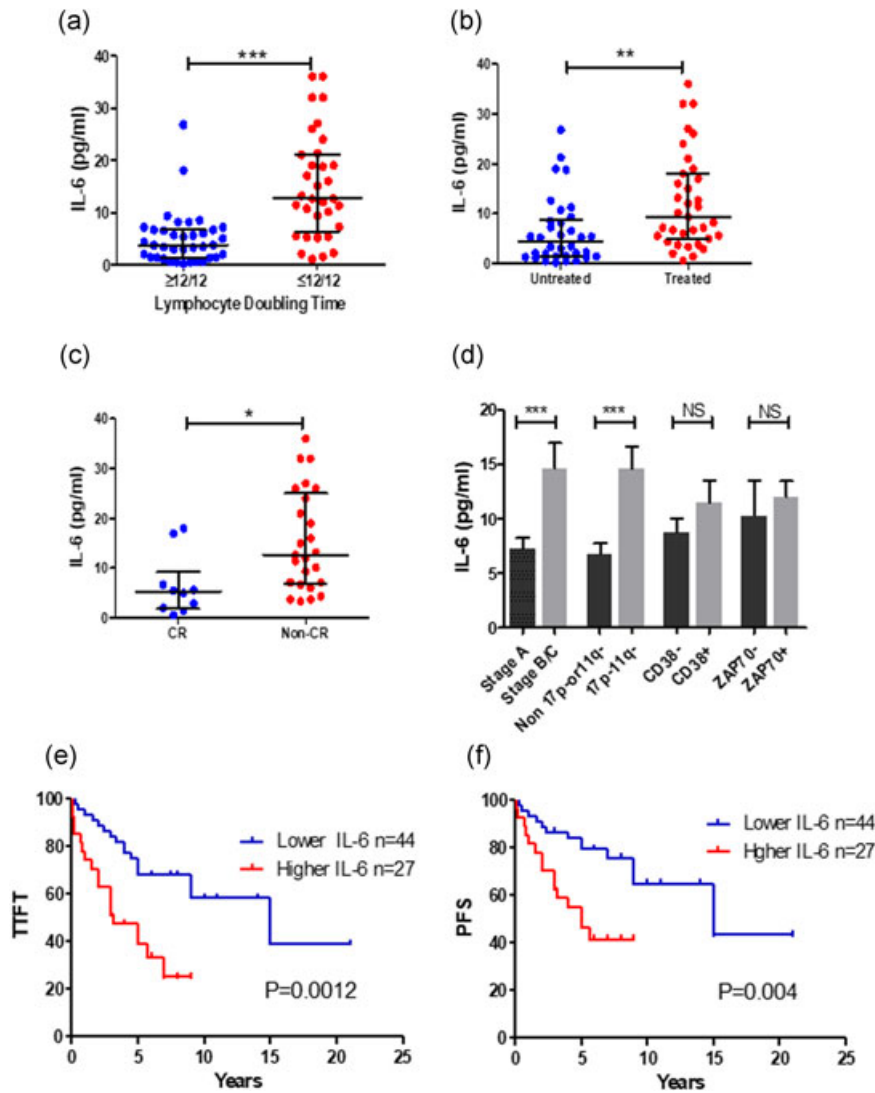 (a)
***
40
30
20
10
0
IL-6 (pg/ml)
≥12/12
≤12/12
Lymphocyte Doubling Time
(b)
**
40
30
20
10
0
IL-6 (pg/ml)
Untreated
Treated
(c)
*
40
30
20
10
0
IL-6 (pg/ml)
CR
Non-CR
(d)
***
***
NS
NS
20
15
10
5
0
IL-6 (pg/ml)
Stage A
Stage B/C
Non 17p-or11q-
17p-11q-
CD38-
CD38+
ZAP70-
ZAP70+
(e)
100
80
60
40
20
0
TTFT
Lower IL-6 n=44
Higher IL-6 n=27
P=0.0012
0
5
10
15
20
25
Years
(f)
100
80
60
40
20
0
PFS
Lower IL-6 n=44
Hgher IL-6 n=27
P=0.004
0
5
10
15
20
25
Years